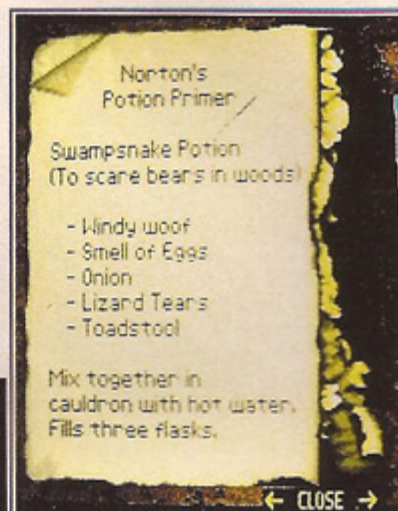 Norton's
Potion Primer
Swampsnake Potion
(To scare bears in woods)
- Windy woof
- Smell of Eggs
- Onion
- Lizard Tears
- Toadstool
Mix together in
cauldron with hot water.
Fills three flasks.
← CLOSE →